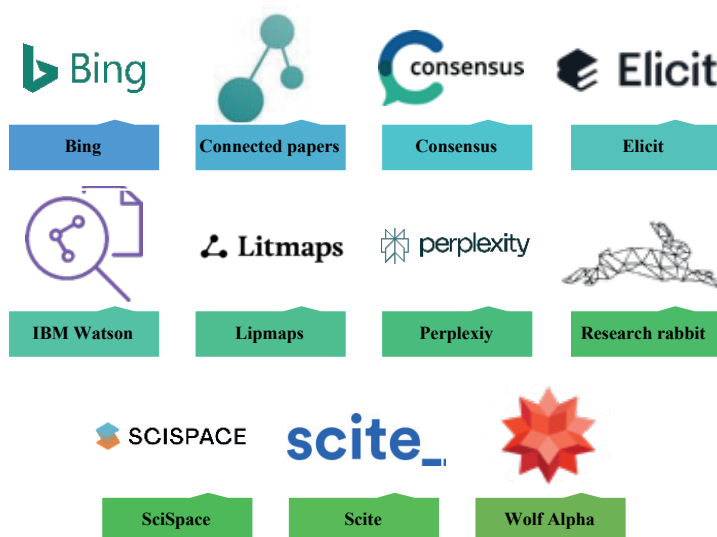 Bing
consensus
Elicit
Bing
Connected papers
Consensus
Elicit
Litmaps
perplexity
IBM Watson
Lipmaps
Perplexiy
Research rabbit
SCISPACE
scite_
SciSpace
Scite
Wolf Alpha